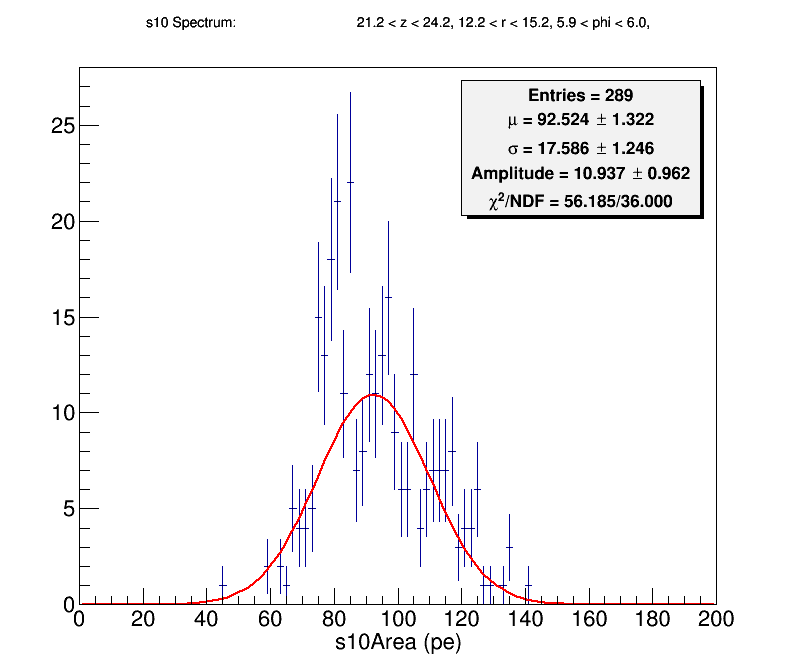 s10 Spectrum: 21.2 < z < 24.2, 12.2 < r < 15.2, 5.9 < phi < 6.0,
Entries = 289
μ = 92.524 ± 1.322
σ = 17.586 ± 1.246
Amplitude = 10.937 ± 0.962
χ²/NDF = 56.185/36.000
25
20
15
10
5
0
0 20 40 60 80 100 120 140 160 180 200
s10Area (pe)